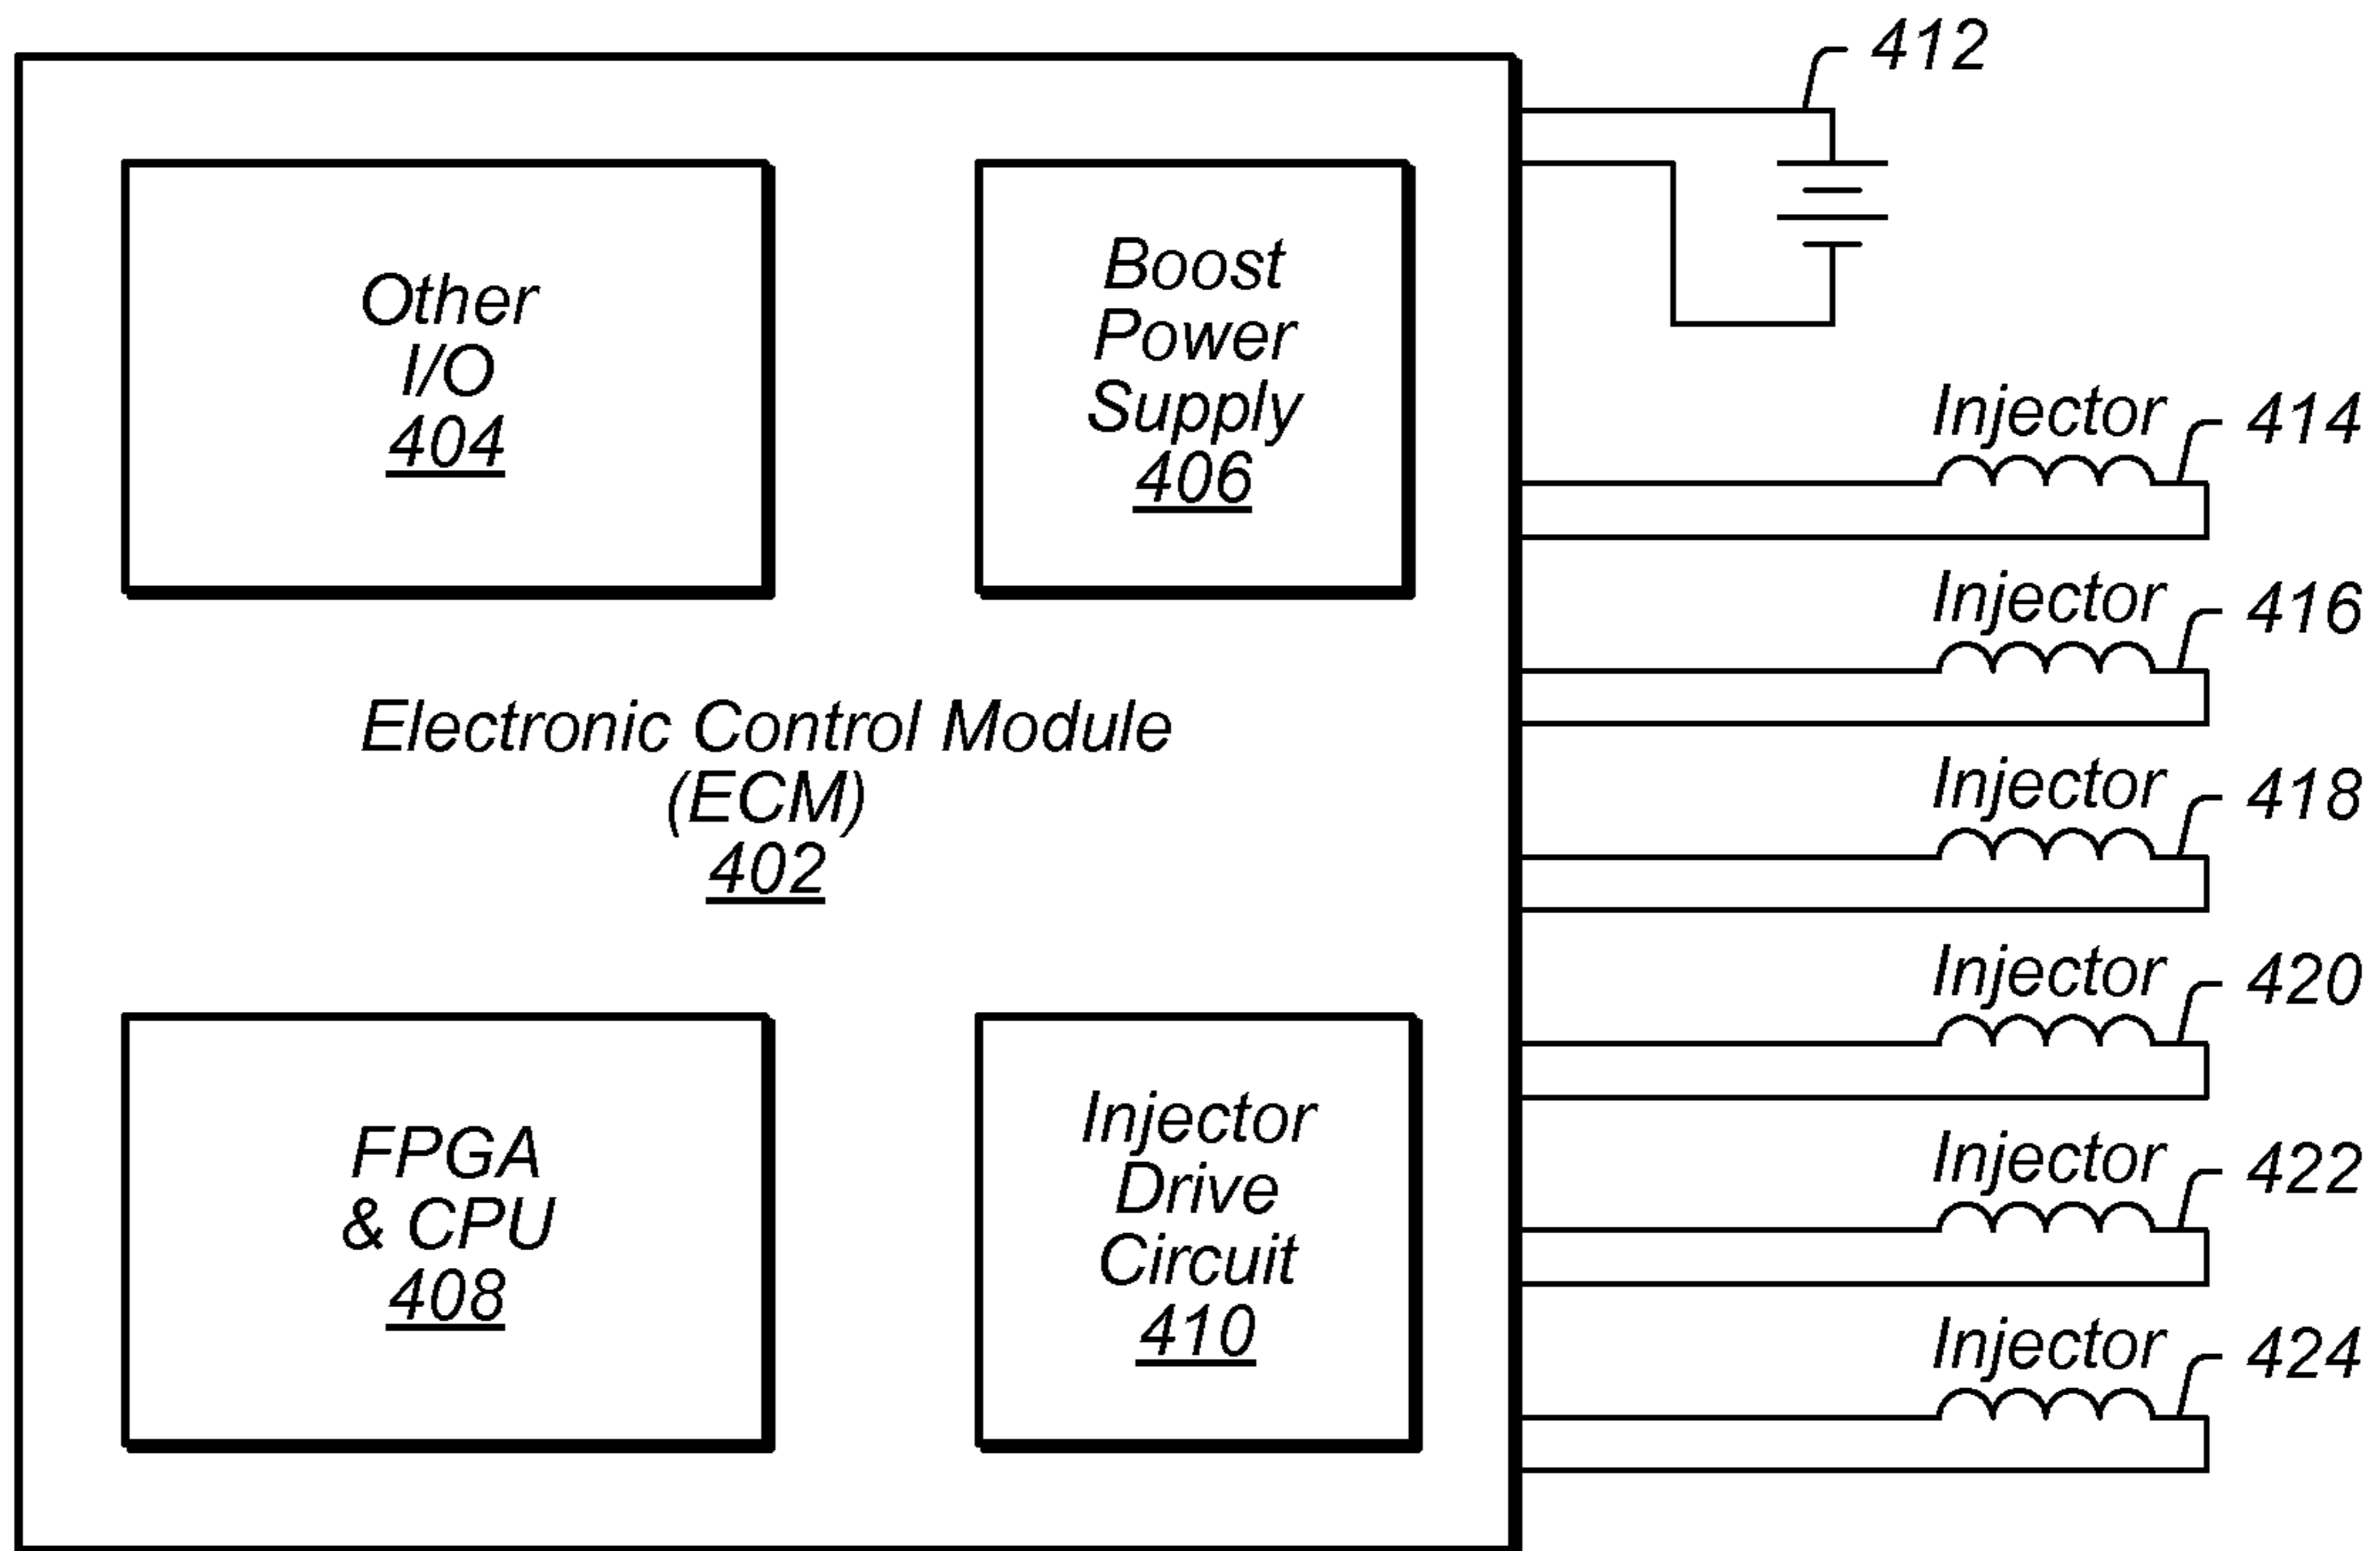 412
Other
I/O
404
Boost
Power
Supply
406
Injector
414
Injector
416
Electronic Control Module
(ECM)
402
Injector
418
Injector
420
FPGA
& CPU
408
Injector
Drive
Circuit
410
Injector
422
Injector
424